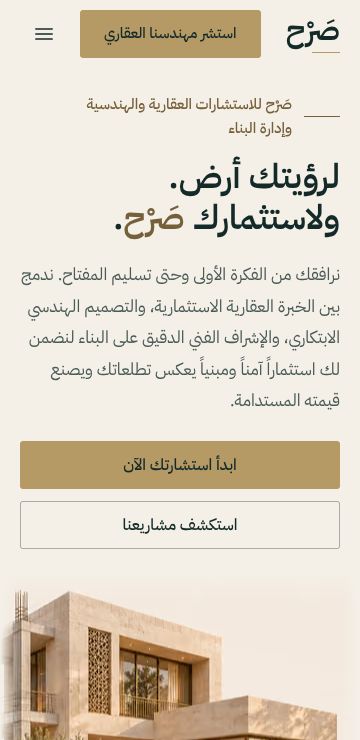 صَرْح
استشر مهندسنا العقاري
صَرْح للاستشارات العقارية والهندسية
وإدارة البناء
لرؤيتك أرض.
ولاستثمارك صَرْح.
نرافقك من الفكرة الأولى وحتى تسليم المفتاح. ندمج
بين الخبرة العقارية الاستثمارية، والتصميم الهندسي
الابتكاري، والإشراف الفني الدقيق على البناء لنضمن
لك استثماراً آمناً ومبنياً يعكس تطلعاتك ويصنع
قيمته المستدامة.
ابدأ استشارتك الآن
استكشف مشاريعنا